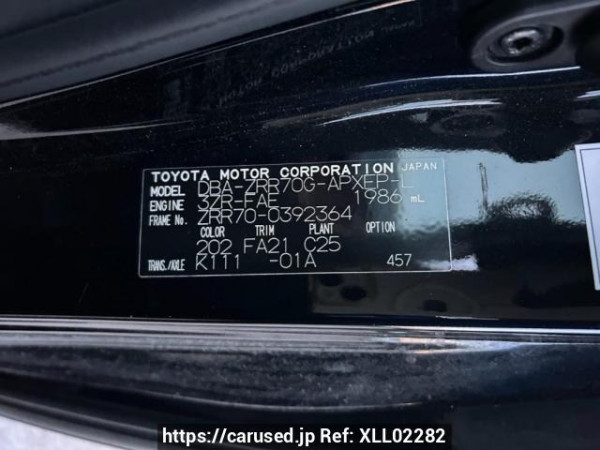 TOYOTA MOTOR CORPORATION JAPAN
MODEL DBA-ZRR70G-APXEP-L
ENGINE 3ZR-FAE 1986 mL
FRAME No. ZRR70-0392364
COLOR TRIM PLANT OPTION
202 FA21 C25
TRANS./AXLE K111 -01A 457
https://carused.jp Ref: XLL02282